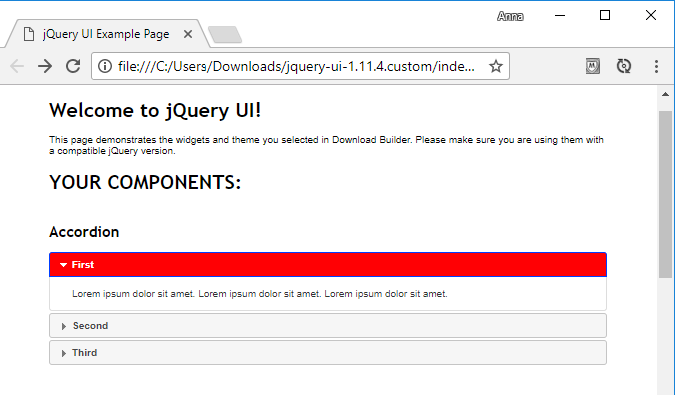 Anna
jQuery UI Example Page
file:///C:/Users/Downloads/jquery-ui-1.11.4.custom/inde...
Welcome to jQuery UI!
This page demonstrates the widgets and theme you selected in Download Builder. Please make sure you are using them with
a compatible jQuery version.
YOUR COMPONENTS:
Accordion
First
Lorem ipsum dolor sit amet. Lorem ipsum dolor sit amet. Lorem ipsum dolor sit amet.
Second
Third